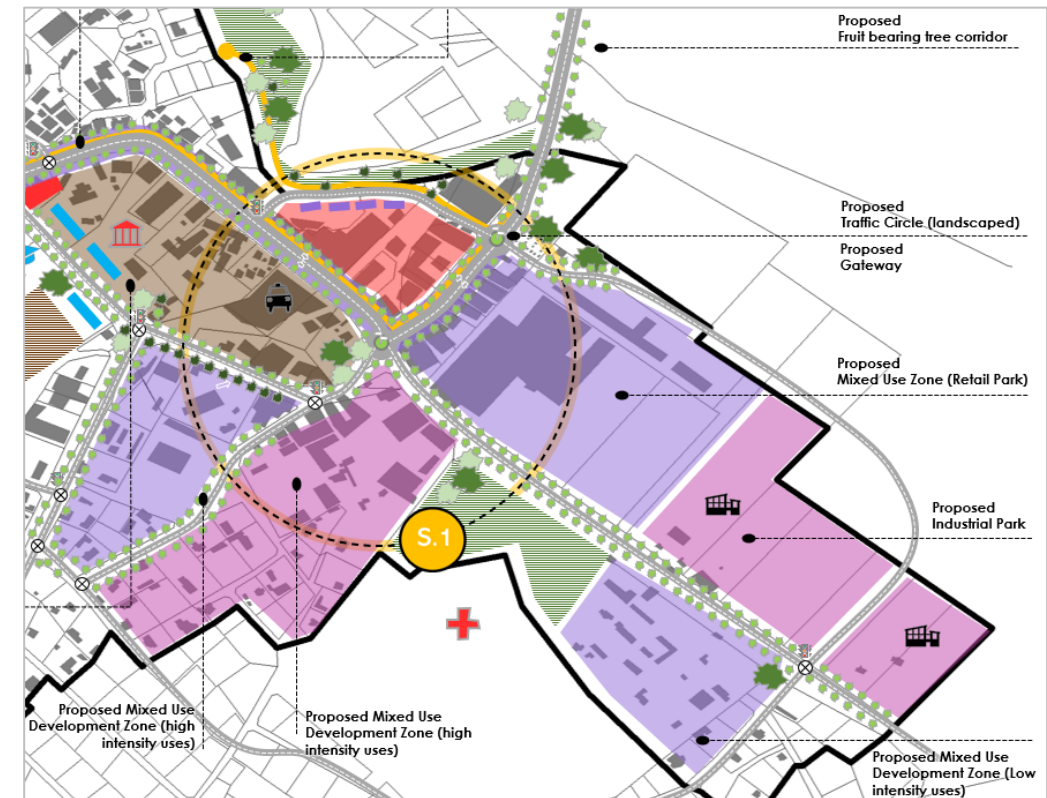 Proposed
Fruit bearing tree corridor
Proposed
Traffic Circle (landscaped)
Proposed
Gateway
Proposed
Mixed Use Zone (Retail Park)
Proposed
Industrial Park
S.1
Proposed Mixed Use
Development Zone (high
intensity uses)
Proposed Mixed Use
Development Zone (high
intensity uses)
Proposed Mixed Use
Development Zone (Low
intensity uses)